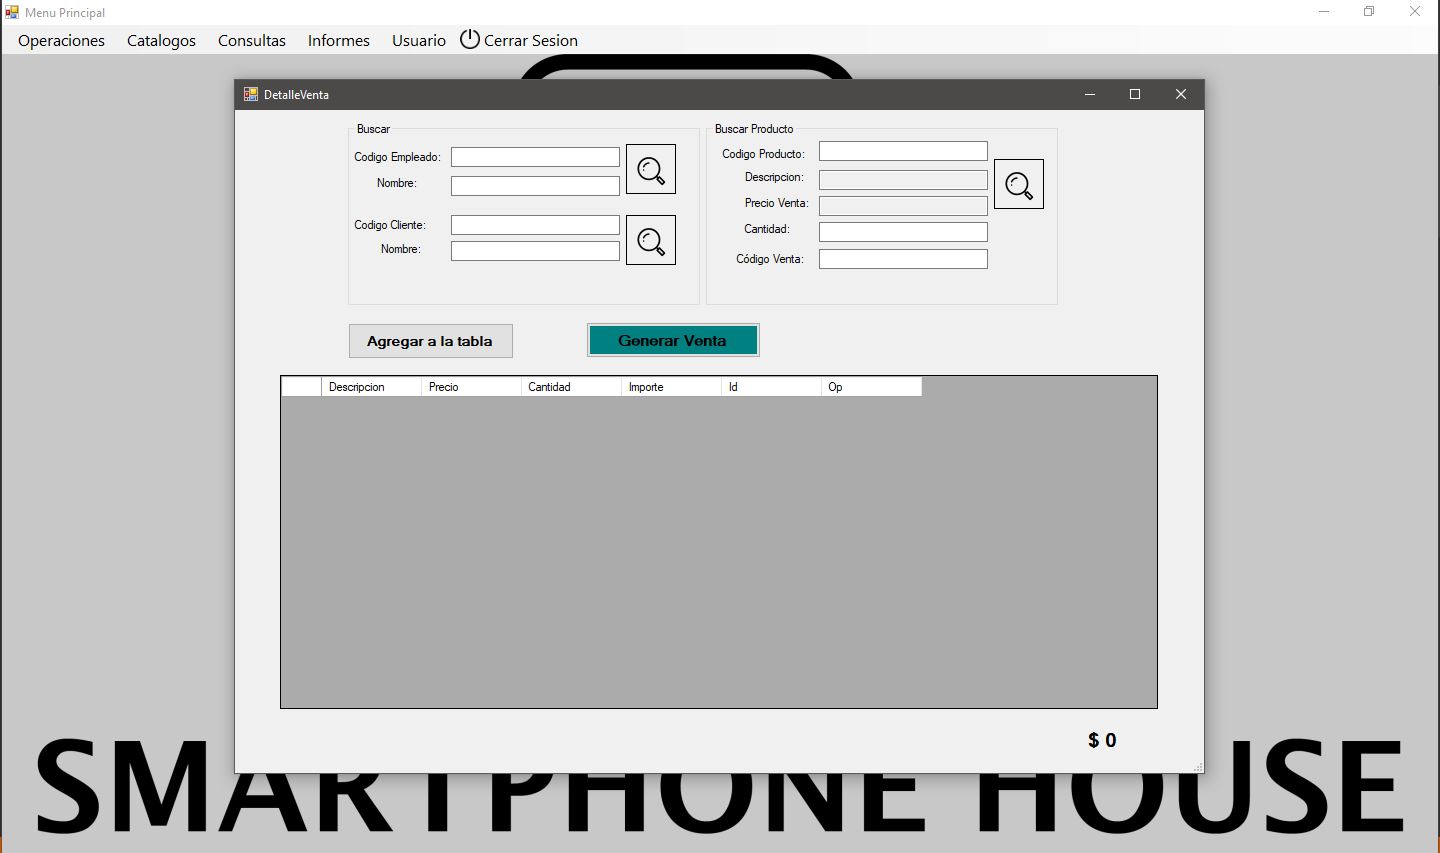 Menu Principal
Operaciones Catalogos Consultas Informes Usuario Cerrar Sesion
DetalleVenta
Buscar
Codigo Empleado:
Nombre:
Codigo Cliente:
Nombre:
Buscar Producto
Codigo Producto:
Descripcion:
Precio Venta:
Cantidad:
Código Venta:
Agregar a la tabla
Generar Venta
Descripcion Precio Cantidad Importe Id Op
$ 0
SMARTPHONE HOUSE